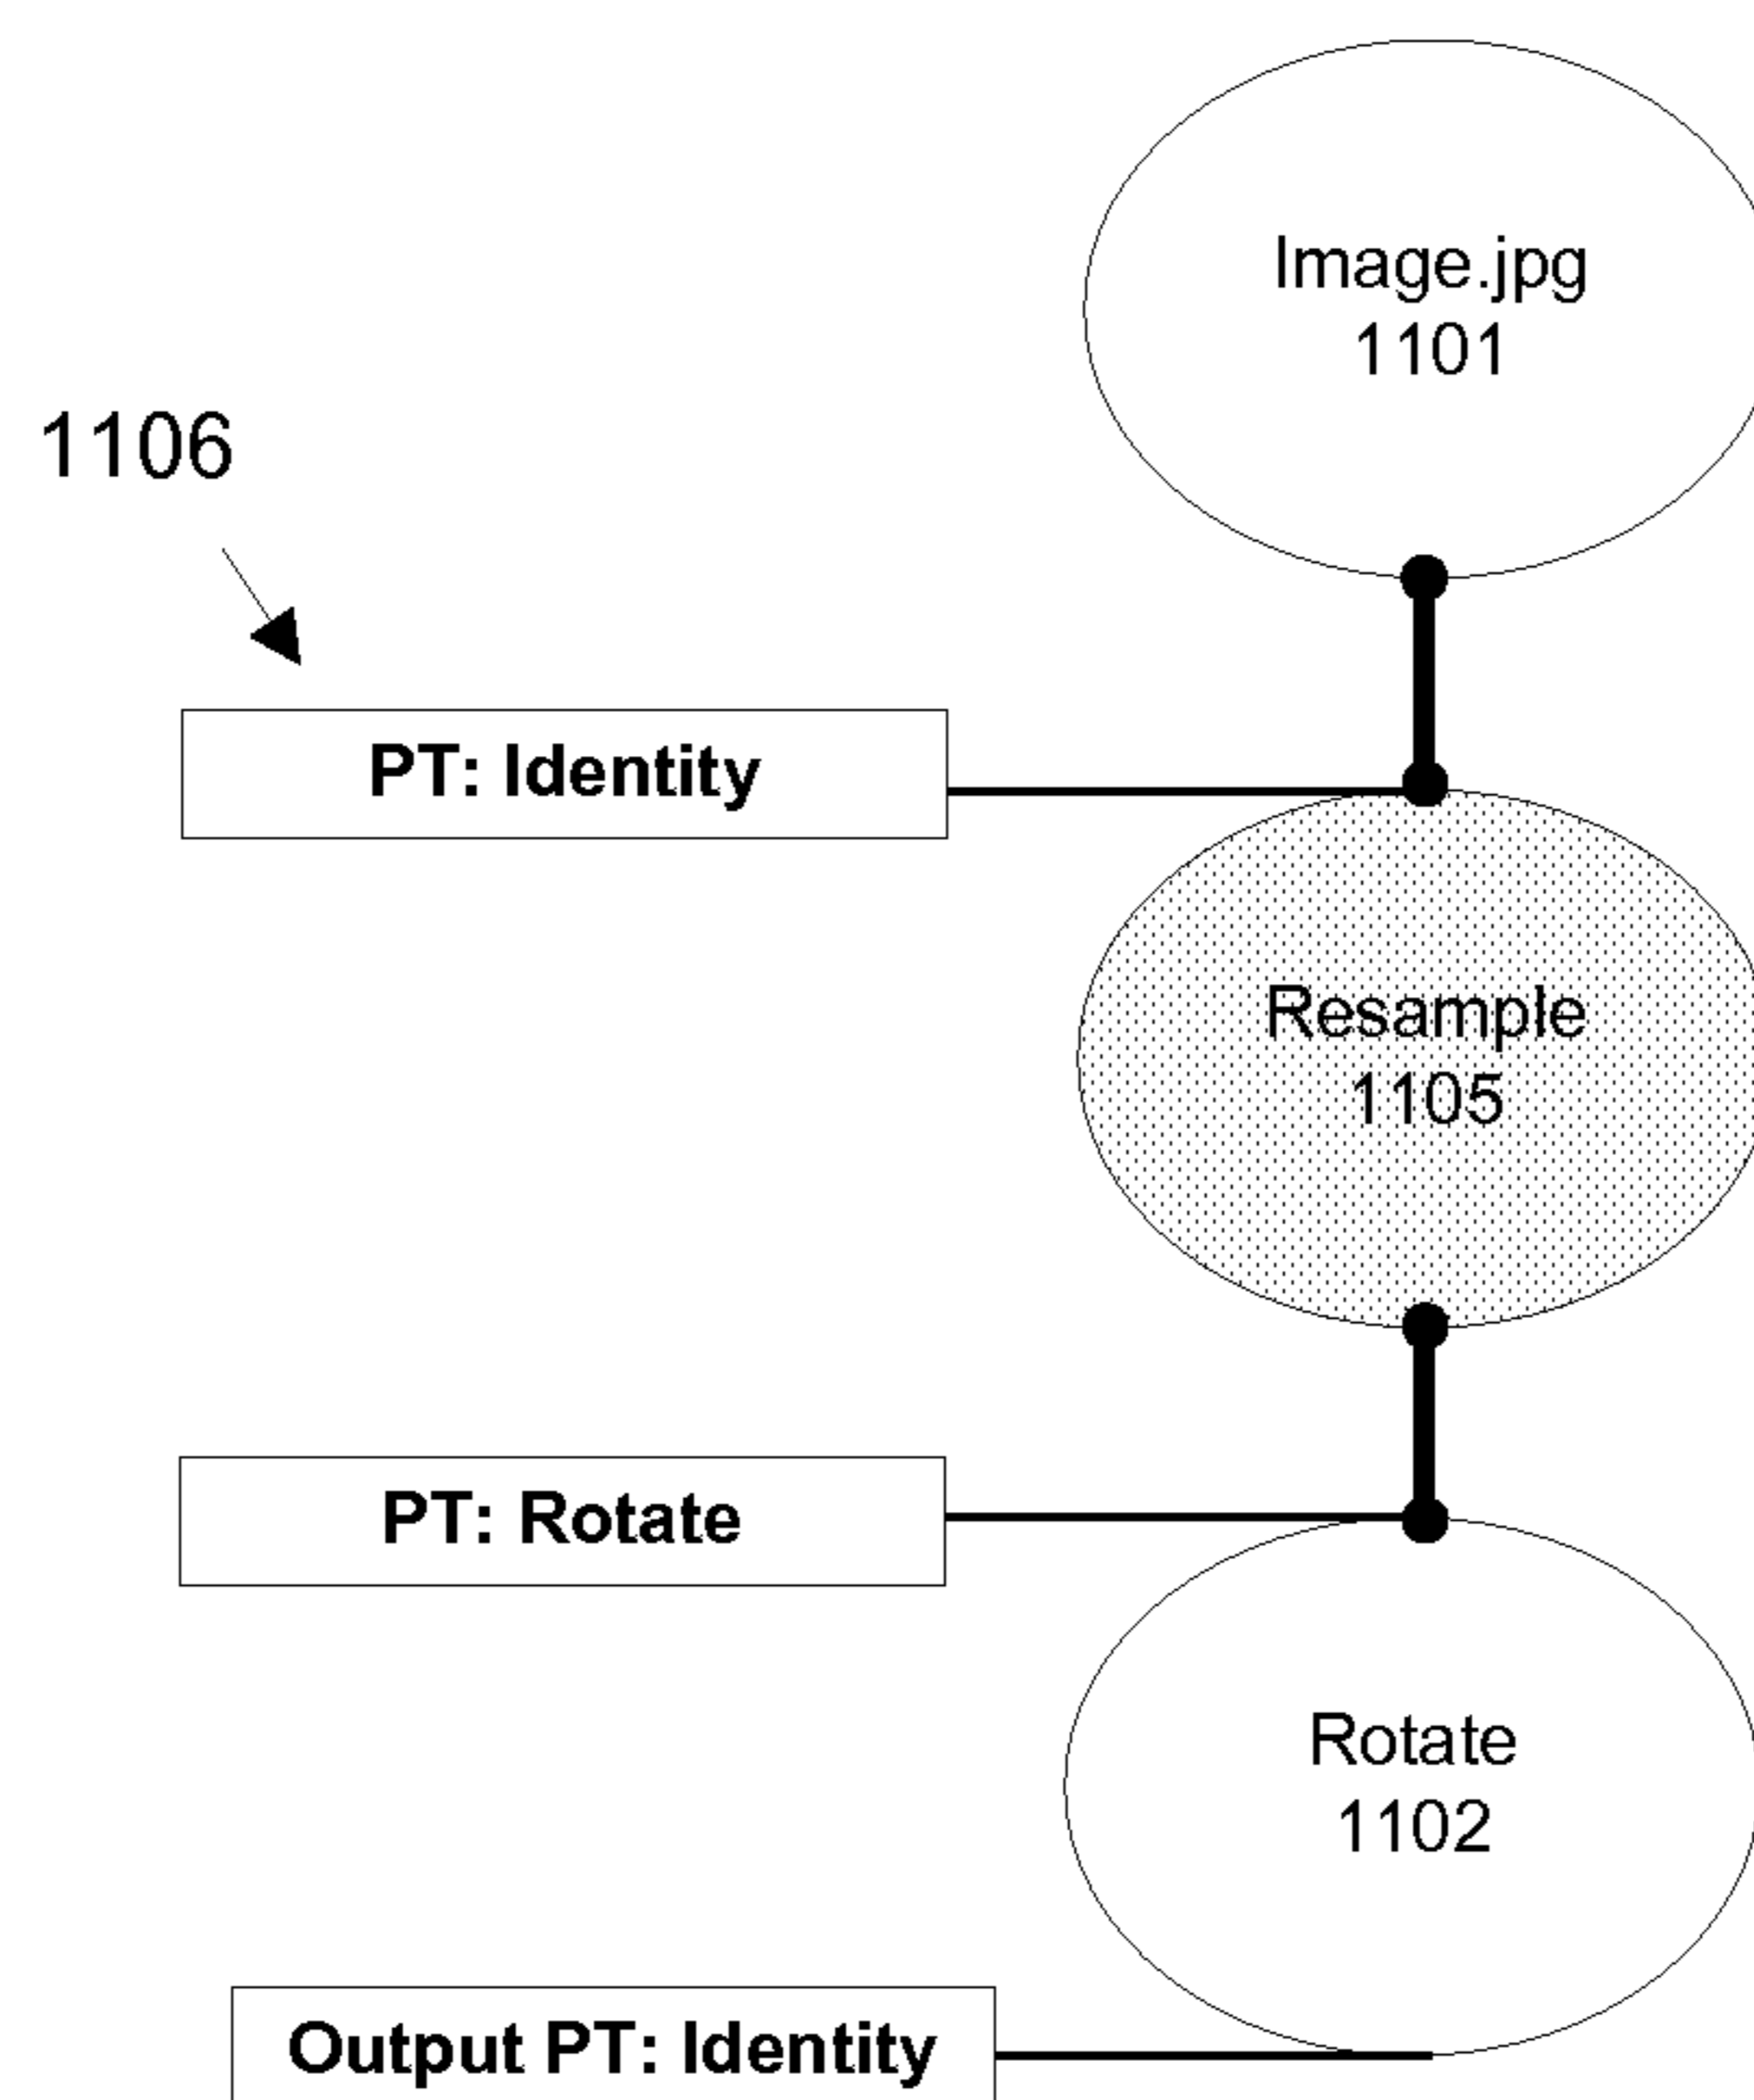 Image.jpg
1101
1106
PT: Identity
Resample
1105
PT: Rotate
Rotate
1102
Output PT: Identity